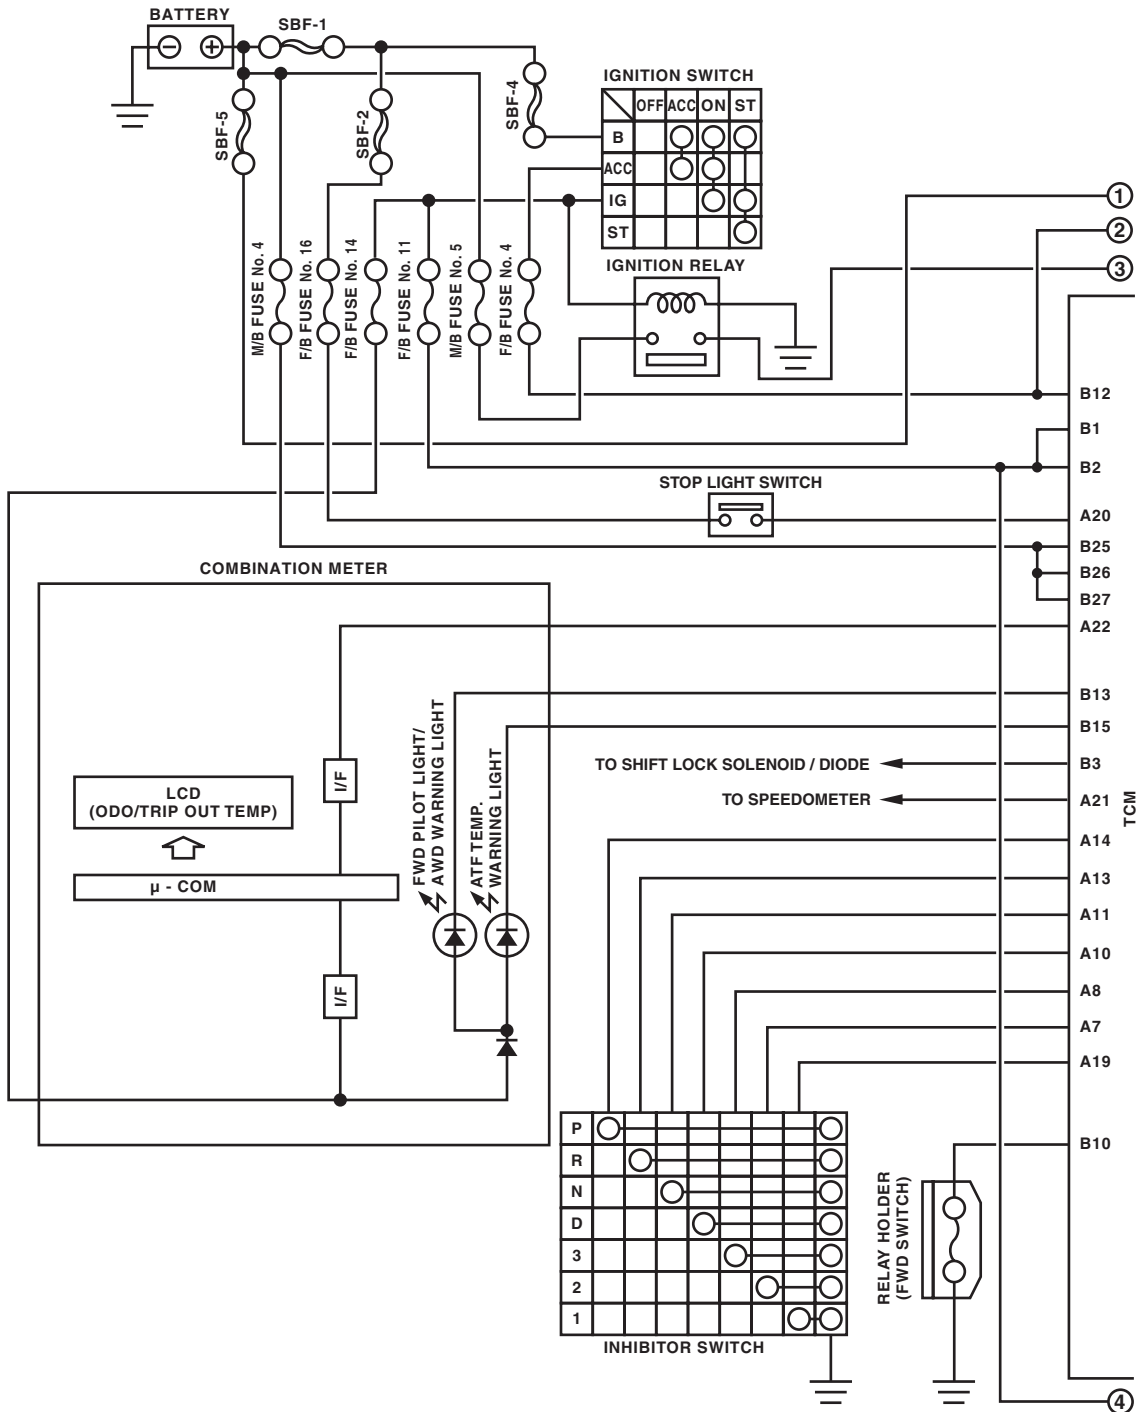 BATTERY
SBF-1
SBF-5
SBF-2
SBF-4
IGNITION SWITCH
OFF ACC ON ST
B
ACC
IG
ST
1
2
3
M/B FUSE No. 4
F/B FUSE No. 16
F/B FUSE No. 14
F/B FUSE No. 11
M/B FUSE No. 5
F/B FUSE No. 4
IGNITION RELAY
B12
B1
B2
STOP LIGHT SWITCH
A20
B25
B26
B27
A22
COMBINATION METER
B13
B15
FWD PILOT LIGHT/
AWD WARNING LIGHT
ATF TEMP.
WARNING LIGHT
TO SHIFT LOCK SOLENOID / DIODE
B3
TO SPEEDOMETER
A21
TCM
I/F
LCD
(ODO/TRIP OUT TEMP)
µ - COM
I/F
A14
A13
A11
A10
A8
A7
A19
B10
P
R
N
D
3
2
1
INHIBITOR SWITCH
RELAY HOLDER
(FWD SWITCH)
4